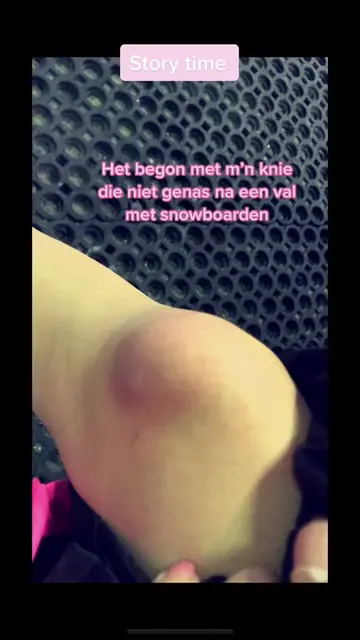 Story time
Het begon met m'n knie
die niet genas na een val
met snowboarden